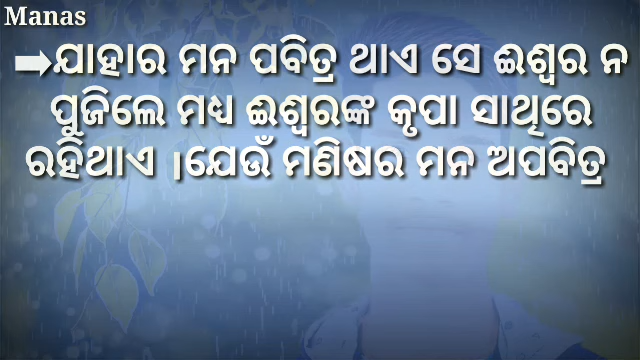 Manas
➡ଯାହାର ମନ ପବିତ୍ର ଥାଏ ସେ ଈଶ୍ୱର ନ
ପୁଜିଲେ ମଧ୍ୟ ଈଶ୍ୱରଙ୍କ କୃପା ସାଥିରେ
ରହିଥାଏ ।ଯେଉଁ ମଣିଷର ମନ ଅପବିତ୍ର